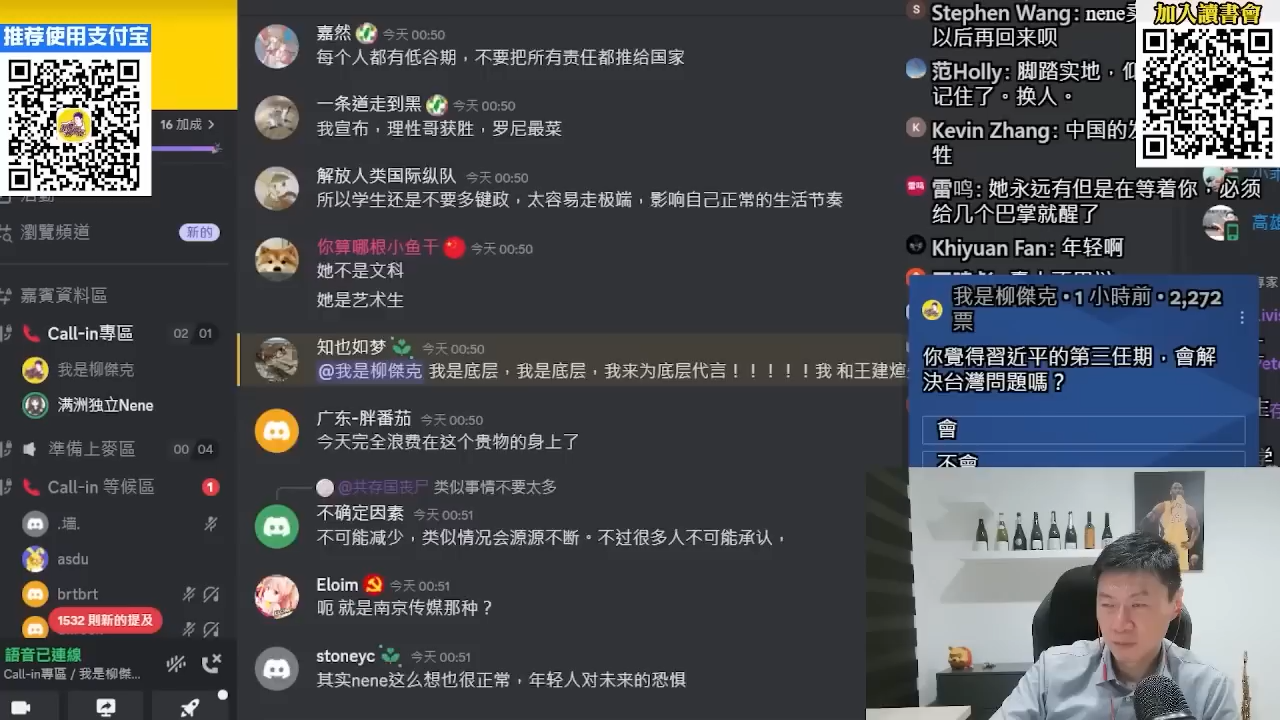 推荐使用支付宝
16 加成
瀏覽頻道
新的
嘉賓資料區
Call-in專區
02 01
我是柳傑克
满洲独立Nene
準備上麥區
00 04
Call-in 等候區
1
.墙.
asdu
brtbrt
1532 則新的提及
語音已連線
Call-in專區 / 我是柳傑...
嘉然 今天 00:50
每个人都有低谷期，不要把所有责任都推给国家
一条道走到黑 今天 00:50
我宣布，理性哥获胜，罗尼最菜
解放人类国际纵队 今天 00:50
所以学生还是不要多键政，太容易走极端，影响自己正常的生活节奏
你算哪根小鱼干 今天 00:50
她不是文科
她是艺术生
知也如梦 今天 00:50
@我是柳傑克 我是底层，我是底层，我来为底层代言！！！！！我 和王建煊
广东-胖番茄 今天 00:50
今天完全浪费在这个贵物的身上了
@共存国丧尸 类似事情不要太多
不确定因素 今天 00:51
不可能减少，类似情况会源源不断。不过很多人不可能承认，
Eloim 今天 00:51
呃 就是南京传媒那种？
stoneyc 今天 00:51
其实nene这么想也很正常，年轻人对未来的恐惧
加入讀書會
Stephen Wang: nene
以后再回来呗
范Holly: 脚踏实地，仰
记住了。换人。
Kevin Zhang: 中国的发
牲
雷鸣: 她永远有但是在等着你，必须
给几个巴掌就醒了
Khiyuan Fan: 年轻啊
高雄
我是柳傑克 • 1 小時前 • 2,272
票
你覺得習近平的第三任期，會解
決台灣問題嗎？
會
不會